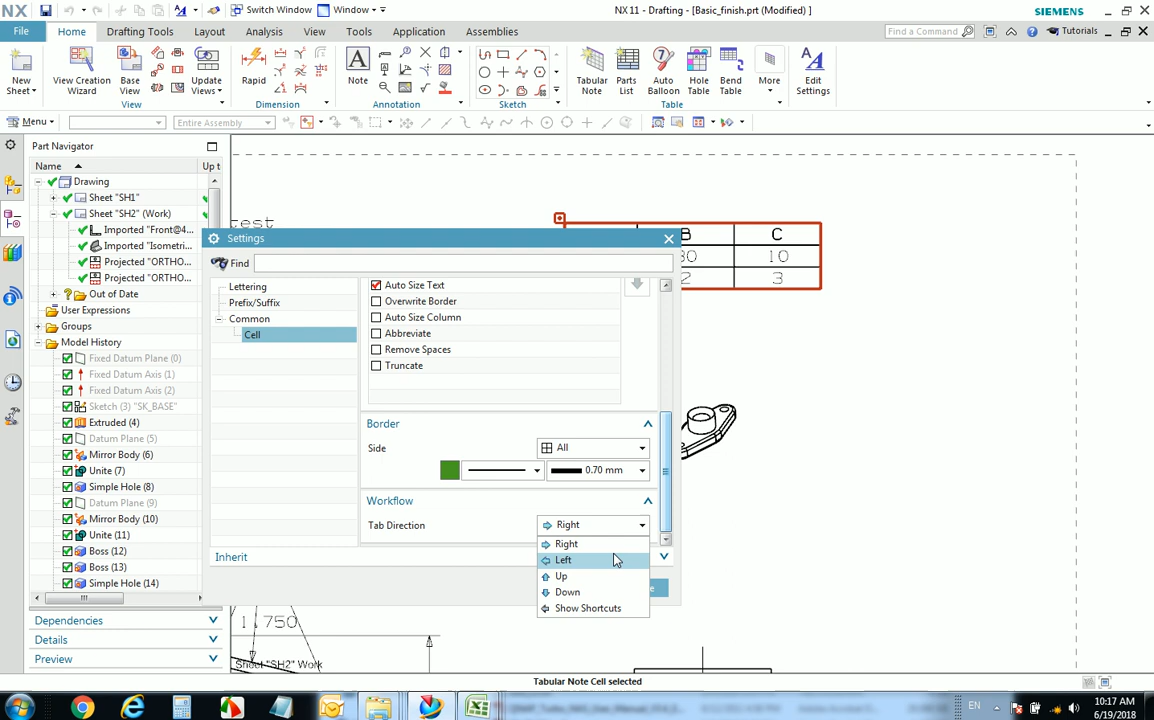 NX
Switch Window
Window
NX 11 - Drafting - [Basic_finish.prt (Modified) ]
SIEMENS
File
Home
Drafting Tools
Layout
Analysis
View
Tools
Application
Assemblies
Find a Command
Tutorials
New Sheet
View Creation Wizard
Base View
Update Views
View
Rapid
Dimension
Note
Annotation
Sketch
Tabular Note
Parts List
Auto Balloon
Hole Table
Bend Table
More
Table
Edit Settings
Menu
Entire Assembly
Part Navigator
Name
Up t
Drawing
Sheet "SH1"
Sheet "SH2" (Work)
Imported "Front@4...
Imported "Isometri...
Projected "ORTHO...
Projected "ORTHO...
Out of Date
User Expressions
Groups
Model History
Fixed Datum Plane (0)
Fixed Datum Axis (1)
Fixed Datum Axis (2)
Sketch (3) "SK_BASE"
Extruded (4)
Datum Plane (5)
Mirror Body (6)
Unite (7)
Simple Hole (8)
Datum Plane (9)
Mirror Body (10)
Unite (11)
Boss (12)
Boss (13)
Simple Hole (14)
Dependencies
Details
Preview
test
B C
10
2 3
Settings
Find
Lettering
Prefix/Suffix
Common
Cell
Auto Size Text
Overwrite Border
Auto Size Column
Abbreviate
Remove Spaces
Truncate
Border
Side
All
0.70 mm
Workflow
Tab Direction
Right
Right
Left
Up
Down
Show Shortcuts
Inherit
1.750
Sheet "SH2" Work
Tabular Note Cell selected
EN
10:17 AM
6/19/2018